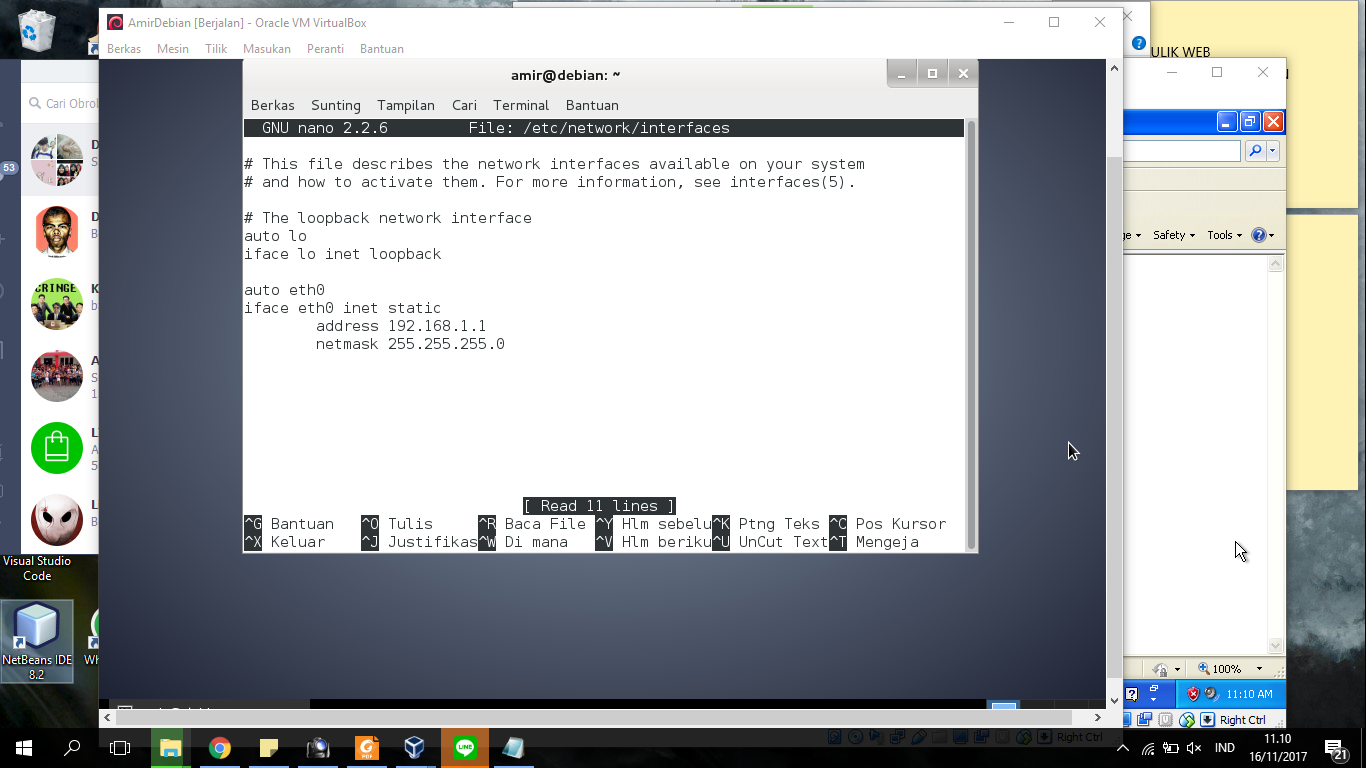 AmirDebian [Berjalan] - Oracle VM VirtualBox
Berkas Mesin Tilik Masukan Peranti Bantuan
ULIK WEB
Cari Obrol
53
CRINGE
amir@debian: ~
Berkas Sunting Tampilan Cari Terminal Bantuan
GNU nano 2.2.6 File: /etc/network/interfaces
# This file describes the network interfaces available on your system
# and how to activate them. For more information, see interfaces(5).
# The loopback network interface
auto lo
iface lo inet loopback
auto eth0
iface eth0 inet static
address 192.168.1.1
netmask 255.255.255.0
[ Read 11 lines ]
^G Bantuan ^O Tulis ^R Baca File ^Y Hlm sebelu ^K Ptng Teks ^C Pos Kursor
^X Keluar ^J Justifikas ^W Di mana ^V Hlm beriku ^U UnCut Text ^T Mengeja
ge Safety Tools
100%
11:10 AM
Right Ctrl
Right Ctrl
Visual Studio
Code
NetBeans IDE
8.2
Wh
IND
11.10
16/11/2017
21